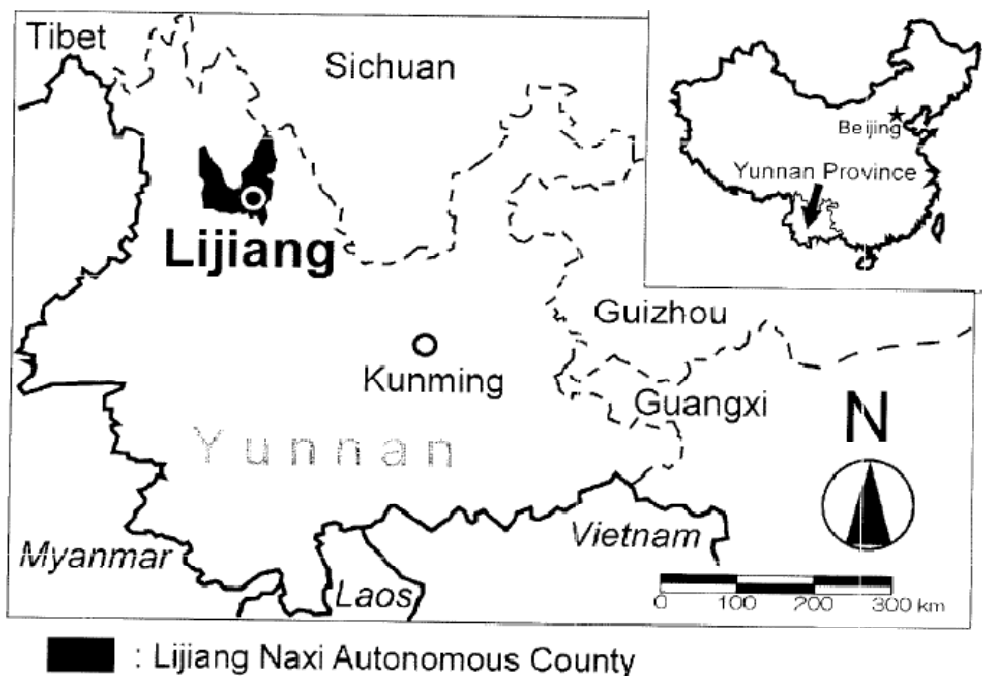 Tibet
Sichuan
Beijing
Yunnan Province
Lijiang
Guizhou
Kunming
Guangxi
N
Yunnan
Myanmar
Laos
Vietnam
0 100 200 300 km
: Lijiang Naxi Autonomous County